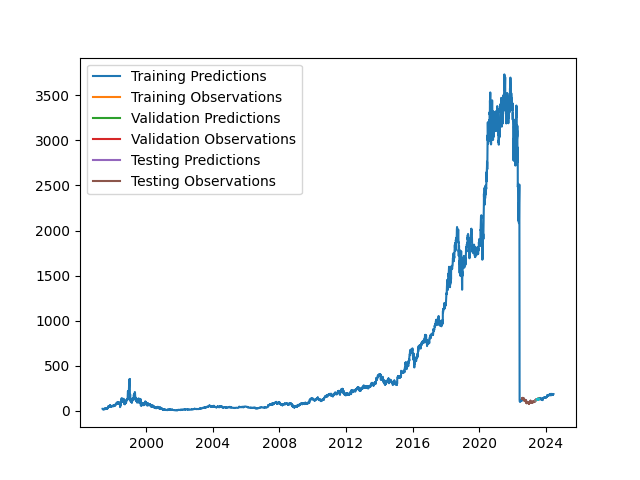 Training Predictions
Training Observations
Validation Predictions
Validation Observations
Testing Predictions
Testing Observations
3500
3000
2500
2000
1500
1000
500
0
2000 2004 2008 2012 2016 2020 2024